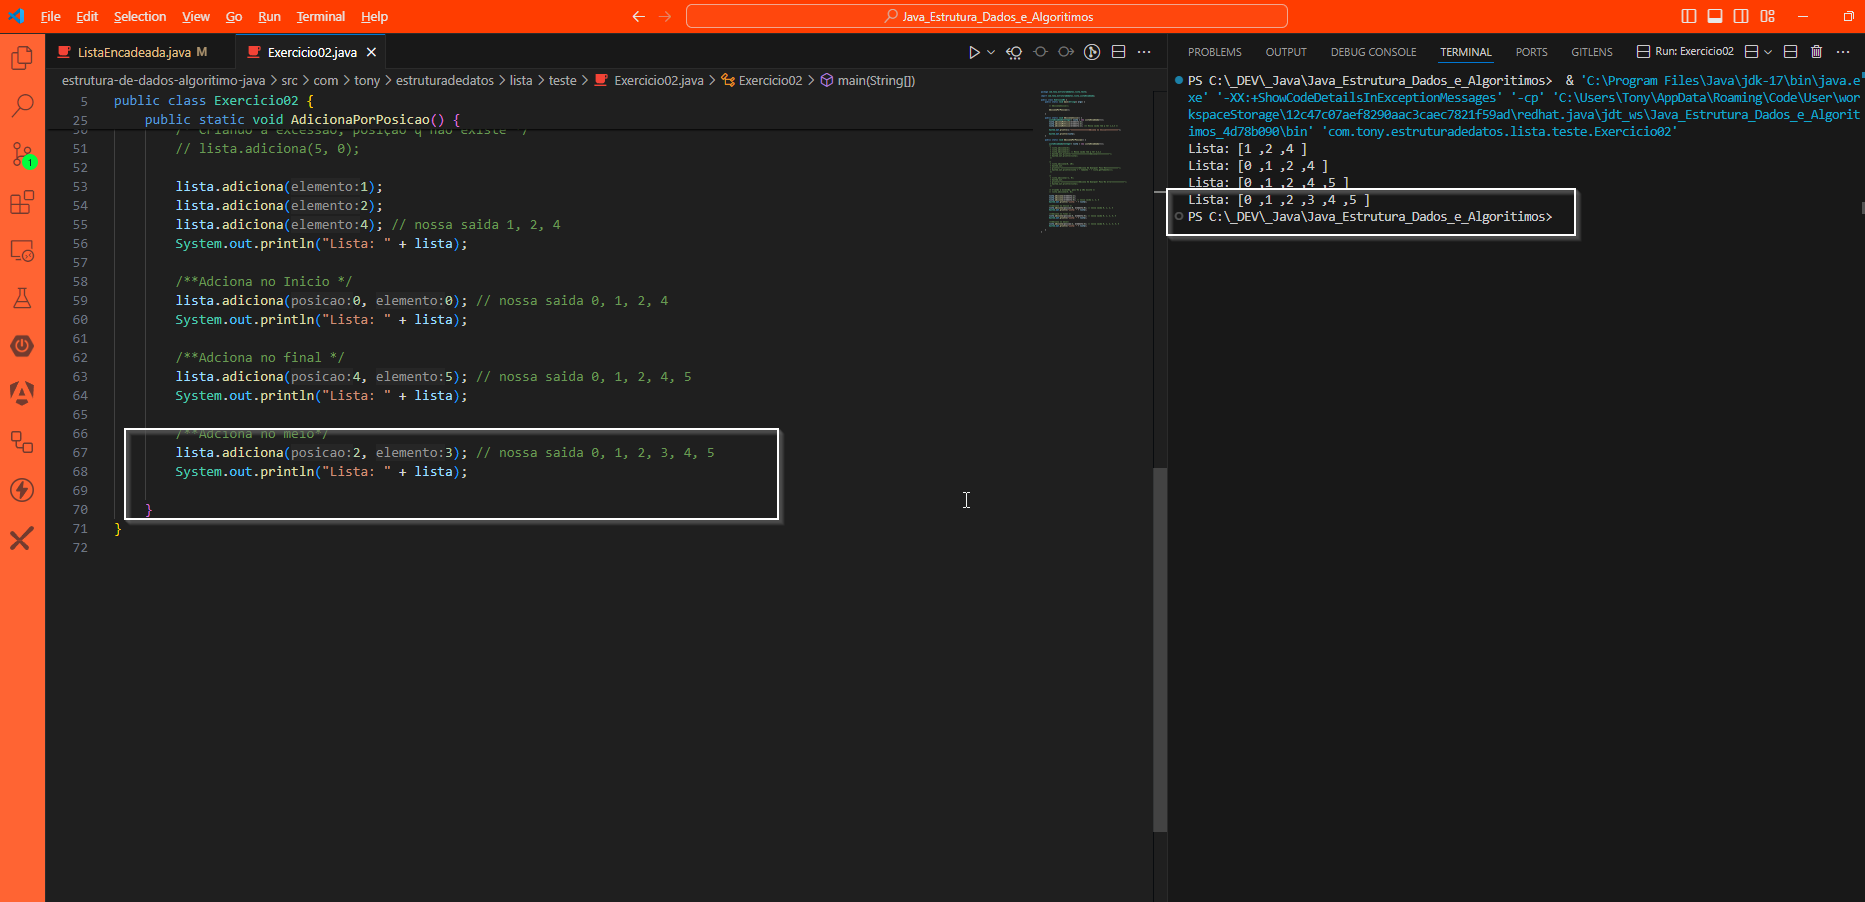 File Edit Selection View Go Run Terminal Help
Java_Estrutura_Dados_e_Algoritimos
ListaEncadeada.java M
Exercicio02.java
estrutura-de-dados-algoritimo-java > src > com > tony > estruturadedatos > lista > teste > Exercicio02.java > Exercicio02 > main(String[])
5 public class Exercicio02 {
25 public static void AdicionaPorPosicao() {
50 /* Criando a excessão, posição q não existe */
51 // lista.adiciona(5, 0);
52
53 lista.adiciona(elemento:1);
54 lista.adiciona(elemento:2);
55 lista.adiciona(elemento:4); // nossa saida 1, 2, 4
56 System.out.println("Lista: " + lista);
57
58 /**Adciona no Inicio */
59 lista.adiciona(posicao:0, elemento:0); // nossa saida 0, 1, 2, 4
60 System.out.println("Lista: " + lista);
61
62 /**Adciona no final */
63 lista.adiciona(posicao:4, elemento:5); // nossa saida 0, 1, 2, 4, 5
64 System.out.println("Lista: " + lista);
65
66 /**Adciona no meio*/
67 lista.adiciona(posicao:2, elemento:3); // nossa saida 0, 1, 2, 3, 4, 5
68 System.out.println("Lista: " + lista);
69
70 }
71 }
72
1
PROBLEMS OUTPUT DEBUG CONSOLE TERMINAL PORTS GITLENS Run: Exercicio02
PS C:\_DEV\_Java\Java_Estrutura_Dados_e_Algoritimos> & 'C:\Program Files\Java\jdk-17\bin\java.e
xe' '-XX:+ShowCodeDetailsInExceptionMessages' '-cp' 'C:\Users\Tony\AppData\Roaming\Code\User\wor
kspaceStorage\12c47c07aef8290aac3caec7821f59ad\redhat.java\jdt_ws\Java_Estrutura_Dados_e_Algorit
imos_4d78b090\bin' 'com.tony.estruturadedatos.lista.teste.Exercicio02'
Lista: [1 ,2 ,4 ]
Lista: [0 ,1 ,2 ,4 ]
Lista: [0 ,1 ,2 ,4 ,5 ]
Lista: [0 ,1 ,2 ,3 ,4 ,5 ]
PS C:\_DEV\_Java\Java_Estrutura_Dados_e_Algoritimos>